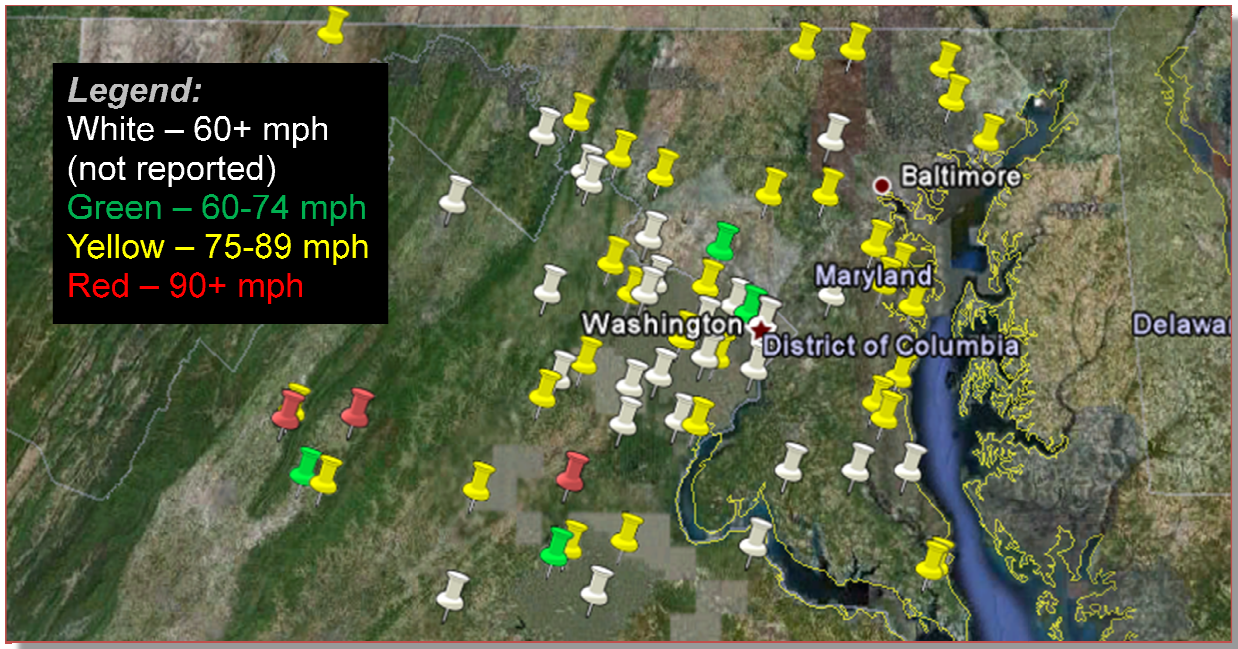 Legend:
White – 60+ mph
(not reported)
Green – 60-74 mph
Yellow – 75-89 mph
Red – 90+ mph
Baltimore
Maryland
Washington
District of Columbia
Delawar